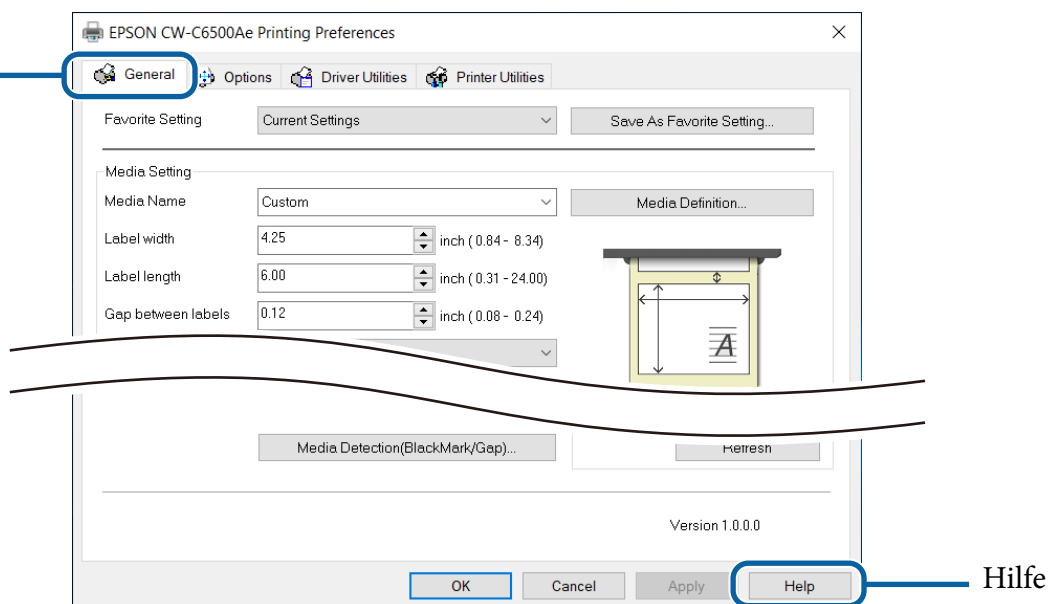 EPSON CW-C6500Ae Printing Preferences
General Options Driver Utilities Printer Utilities
Favorite Setting Current Settings Save As Favorite Setting...
Media Setting
Media Name Custom Media Definition...
Label width 4.25 inch ( 0.84 - 8.34)
Label length 6.00 inch ( 0.31 - 24.00)
Gap between labels 0.12 inch ( 0.08 - 0.24)
A
Media Detection(BlackMark/Gap)... Refresh
Version 1.0.0.0
OK Cancel Apply Help Hilfe